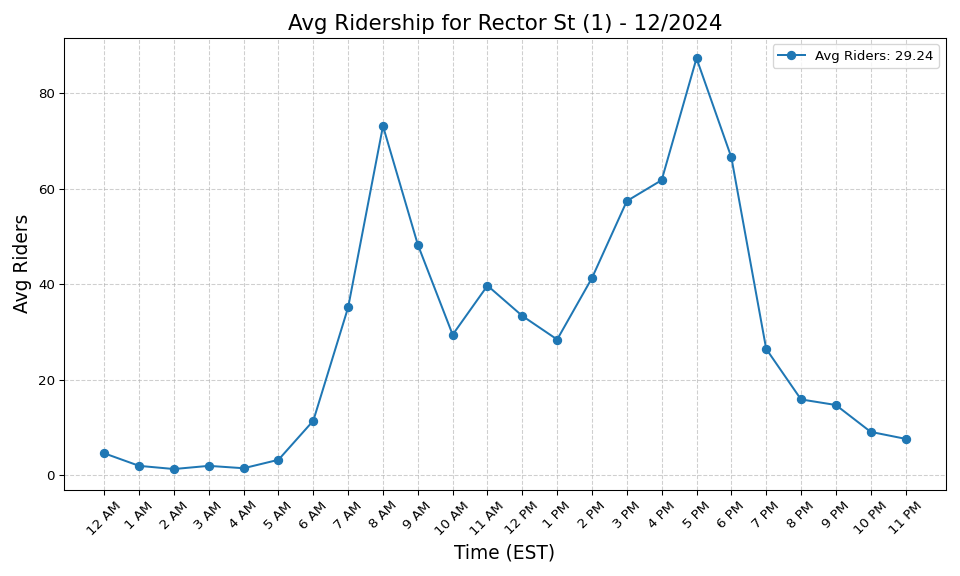 Avg Ridership for Rector St (1) - 12/2024
Avg Riders: 29.24
Avg Riders
80
60
40
20
0
12 AM
1 AM
2 AM
3 AM
4 AM
5 AM
6 AM
7 AM
8 AM
9 AM
10 AM
11 AM
12 PM
1 PM
2 PM
3 PM
4 PM
5 PM
6 PM
7 PM
8 PM
9 PM
10 PM
11 PM
Time (EST)